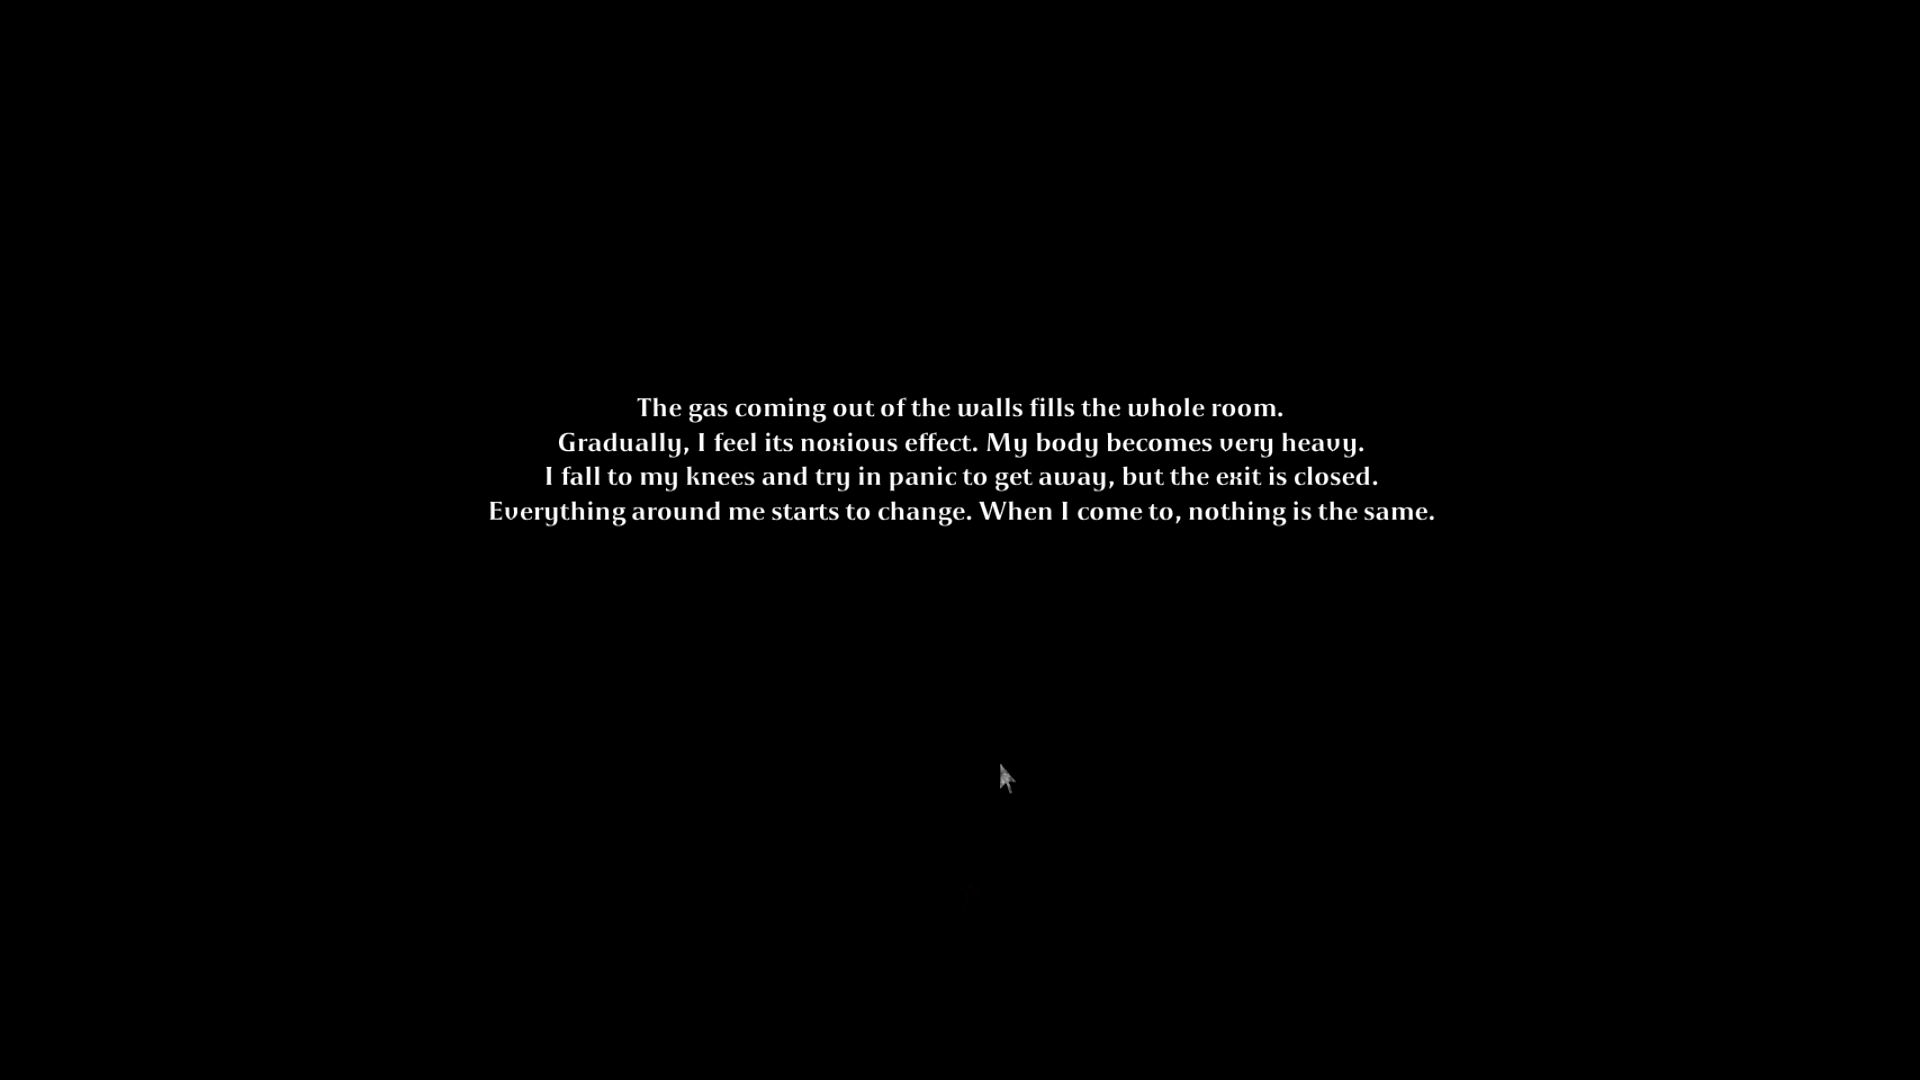 The gas coming out of the walls fills the whole room.
Gradually, I feel its noxious effect. My body becomes very heavy.
I fall to my knees and try in panic to get away, but the exit is closed.
Everything around me starts to change. When I come to, nothing is the same.